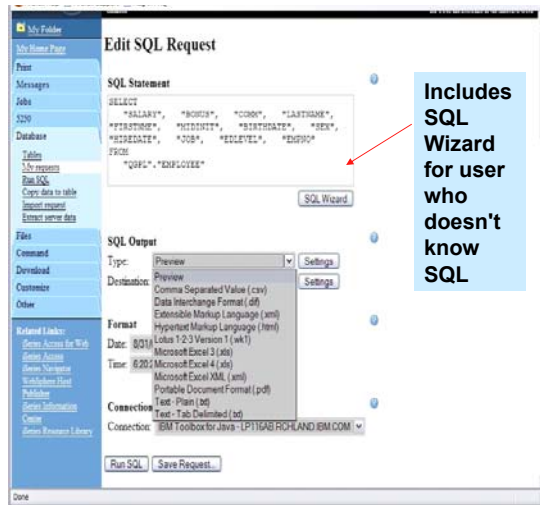 My Folder
My Home Page
Print
Messages
Jobs
5250
Database
Tables
My requests
Run SQL
Copy data to table
Import request
Extract server data
Files
Command
Download
Customize
Other
Related Links:
iSeries Access for Web
iSeries Access
iSeries Navigator
WebSphere Host
Publisher
iSeries Information
Center
iSeries Resource Library
Edit SQL Request
SQL Statement
SELECT
"SALARY", "BONUS", "COMM", "LASTNAME",
"FIRSTNME", "MIDINIT", "BIRTHDATE", "SEX",
"HIREDATE", "JOB", "EDLEVEL", "EMPNO"
FROM
"QGPL"."EMPLOYEE"
SQL Wizard
SQL Output
Type: Preview Settings
Destination: Settings
Preview
Comma Separated Value (.csv)
Data Interchange Format (.dif)
Extensible Markup Language (.xml)
Hypertext Markup Language (.html)
Lotus 1-2-3 Version 1 (.wk1)
Microsoft Excel 3 (.xls)
Microsoft Excel 4 (.xls)
Microsoft Excel XML (.xml)
Portable Document Format (.pdf)
Text - Plain (.txt)
Text - Tab Delimited (.txt)
Format
Date: 8/31/
Time: 6:20:
Connection
Connection: IBM Toolbox for Java - LP116AB.RCHLAND.IBM.COM
Run SQL Save Request...
Done
Includes
SQL
Wizard
for user
who
doesn't
know
SQL